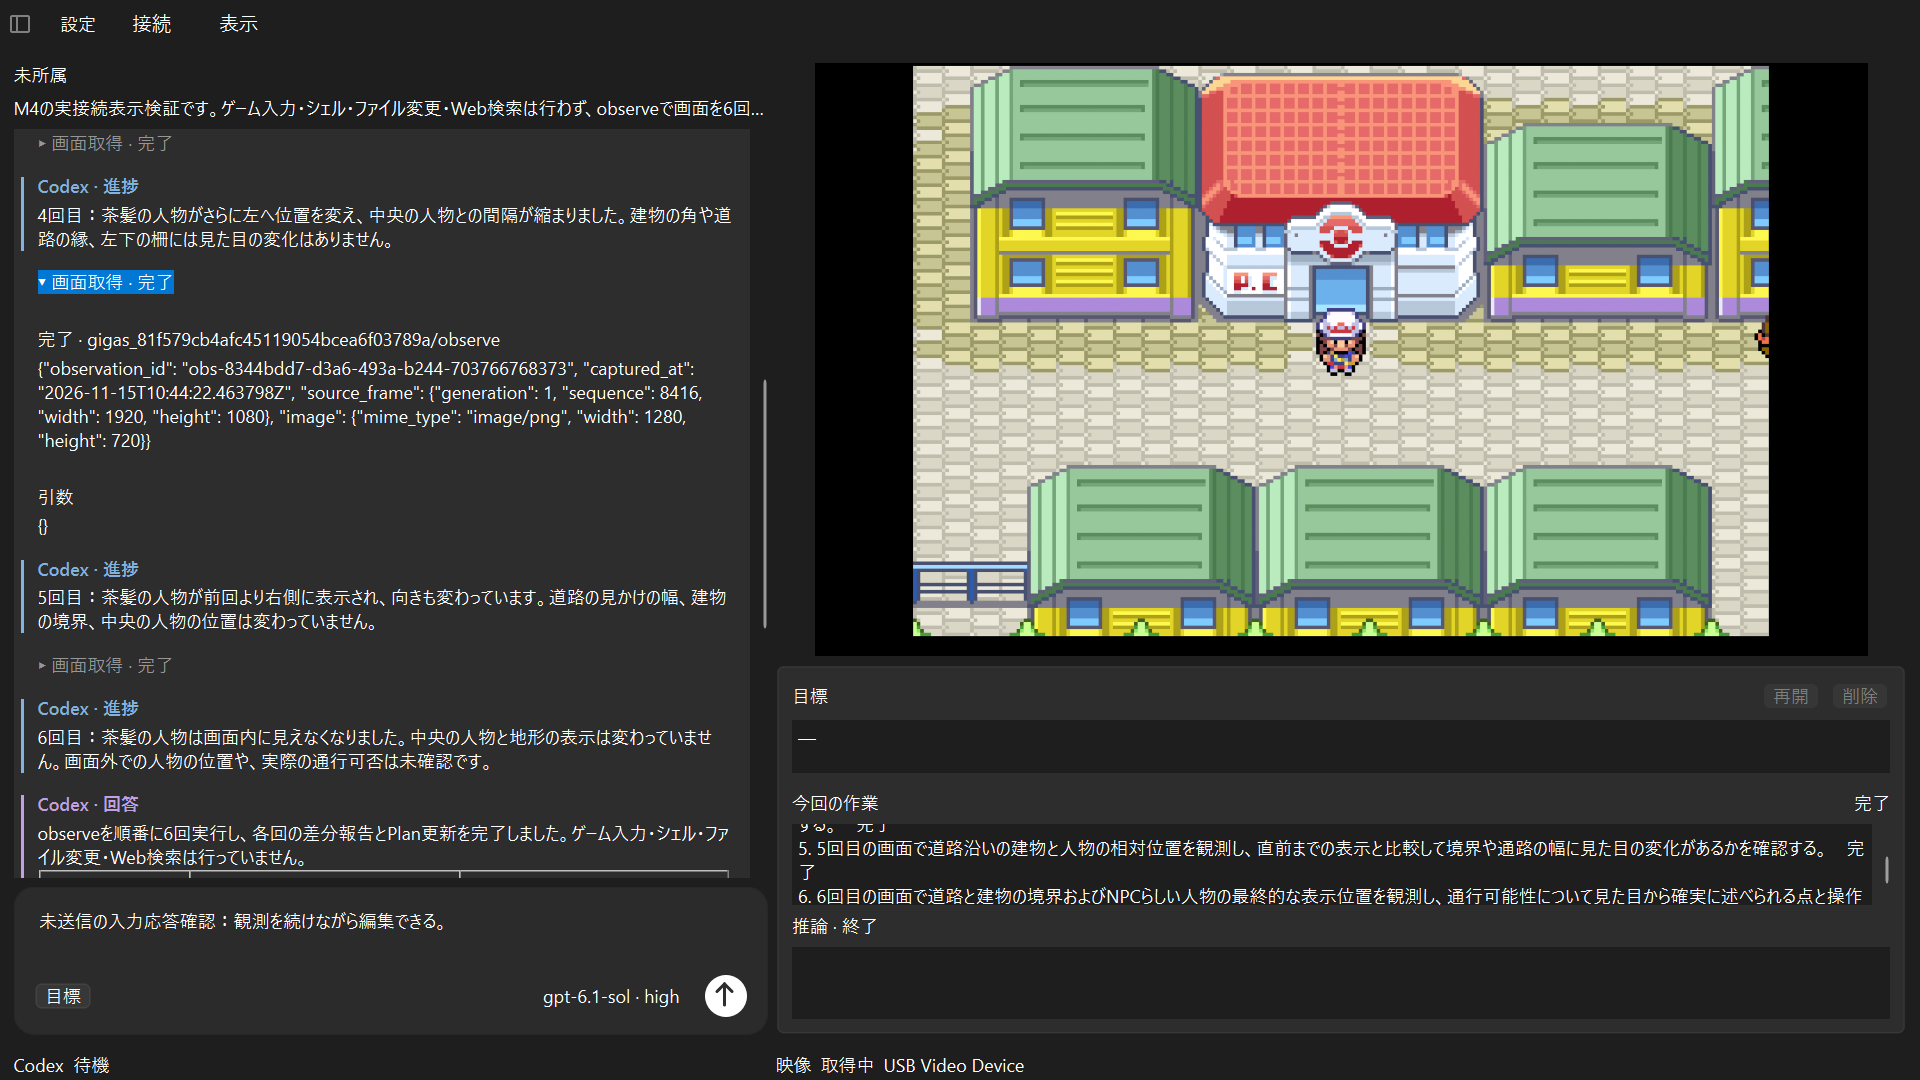 設定 接続 表示
未所属
M4の実接続表示検証です。ゲーム入力・シェル・ファイル変更・Web検索は行わず、observeで画面を6回...
▸ 画面取得 · 完了
Codex · 進捗
4回目：茶髪の人物がさらに左へ位置を変え、中央の人物との間隔が縮まりました。建物の角や道
路の縁、左下の柵には見た目の変化はありません。
▾ 画面取得 · 完了
完了 · gigas_81f579cb4afc45119054bcea6f03789a/observe
{"observation_id": "obs-8344bdd7-d3a6-493a-b244-703766768373", "captured_at":
"2026-11-15T10:44:22.463798Z", "source_frame": {"generation": 1, "sequence": 8416,
"width": 1920, "height": 1080}, "image": {"mime_type": "image/png", "width": 1280,
"height": 720}}
引数
{}
Codex · 進捗
5回目：茶髪の人物が前回より右側に表示され、向きも変わっています。道路の見かけの幅、建物
の境界、中央の人物の位置は変わっていません。
▸ 画面取得 · 完了
Codex · 進捗
6回目：茶髪の人物は画面内に見えなくなりました。中央の人物と地形の表示は変わっていませ
ん。画面外での人物の位置や、実際の通行可否は未確認です。
Codex · 回答
observeを順番に6回実行し、各回の差分報告とPlan更新を完了しました。ゲーム入力・シェル・ファ
イル変更・Web検索は行っていません。
未送信の入力応答確認：観測を続けながら編集できる。
目標
gpt-6.1-sol · high
Codex 待機
P.C
目標
再開 削除
—
今回の作業
完了
する。 完了
5. 5回目の画面で道路沿いの建物と人物の相対位置を観測し、直前までの表示と比較して境界や通路の幅に見た目の変化があるかを確認する。 完
了
6. 6回目の画面で道路と建物の境界およびNPCらしい人物の最終的な表示位置を観測し、通行可能性について見た目から確実に述べられる点と操作
推論 · 終了
映像 取得中 USB Video Device